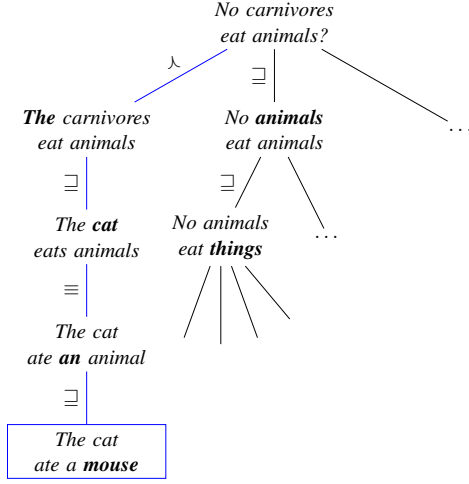 No carnivores
eat animals?
⋏
⊒
The carnivores
eat animals
No animals
eat animals
...
⊒
⊒
The cat
eats animals
No animals
eat things
...
≡
The cat
ate an animal
⊒
The cat
ate a mouse